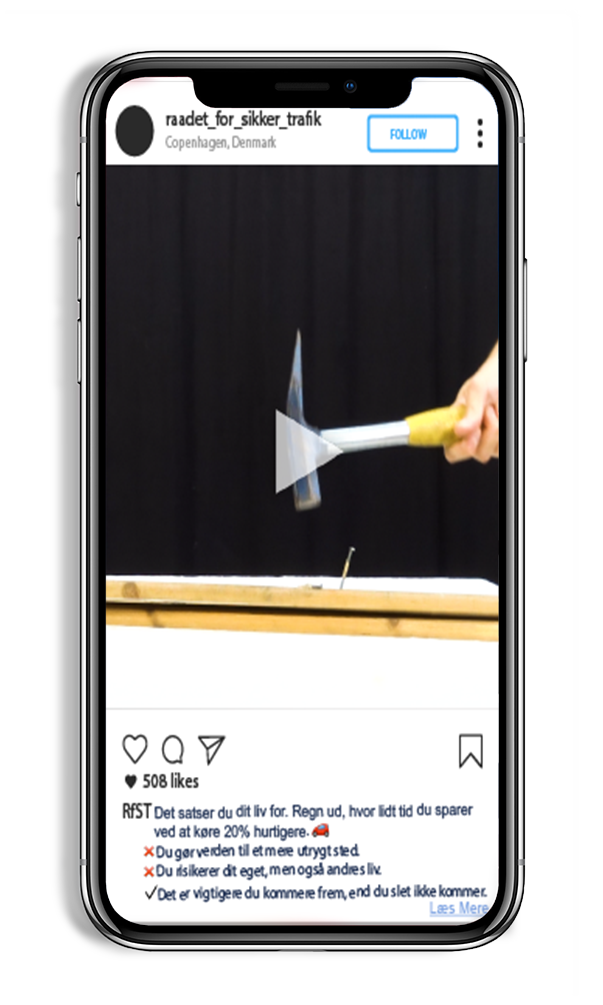 raadet_for_sikker_trafik
Copenhagen, Denmark
FOLLOW
508 likes
RfST Det satser du dit liv for. Regn ud, hvor lidt tid du sparer
ved at køre 20% hurtigere. 🚗
❌Du gør verden til et mere utrygt sted.
❌Du risikerer dit eget, men også andres liv.
✓Det er vigtigere du kommere frem, end du slet ikke kommer.
Læs Mere